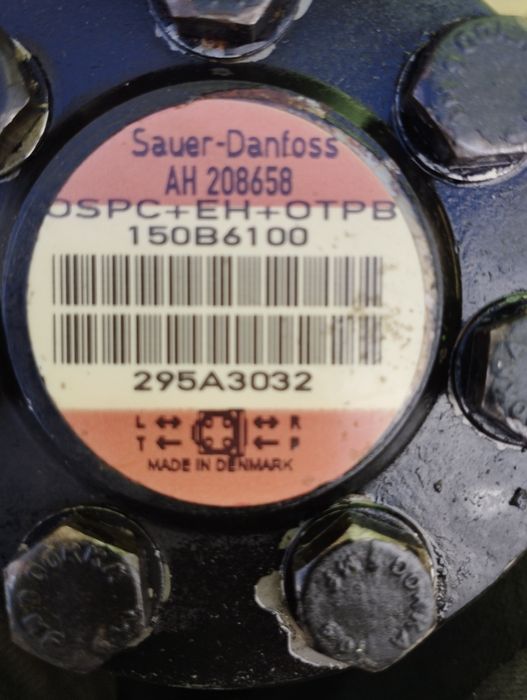 Sauer-Danfoss
AH 208658
OSPC+EH+OTPB
150B6100
295A3032
L R
T P
MADE IN DENMARK